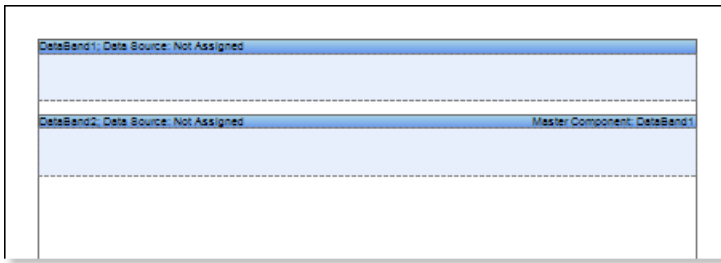 DataBand1; Data Source: Not Assigned
DataBand2; Data Source: Not Assigned Master Component: DataBand1